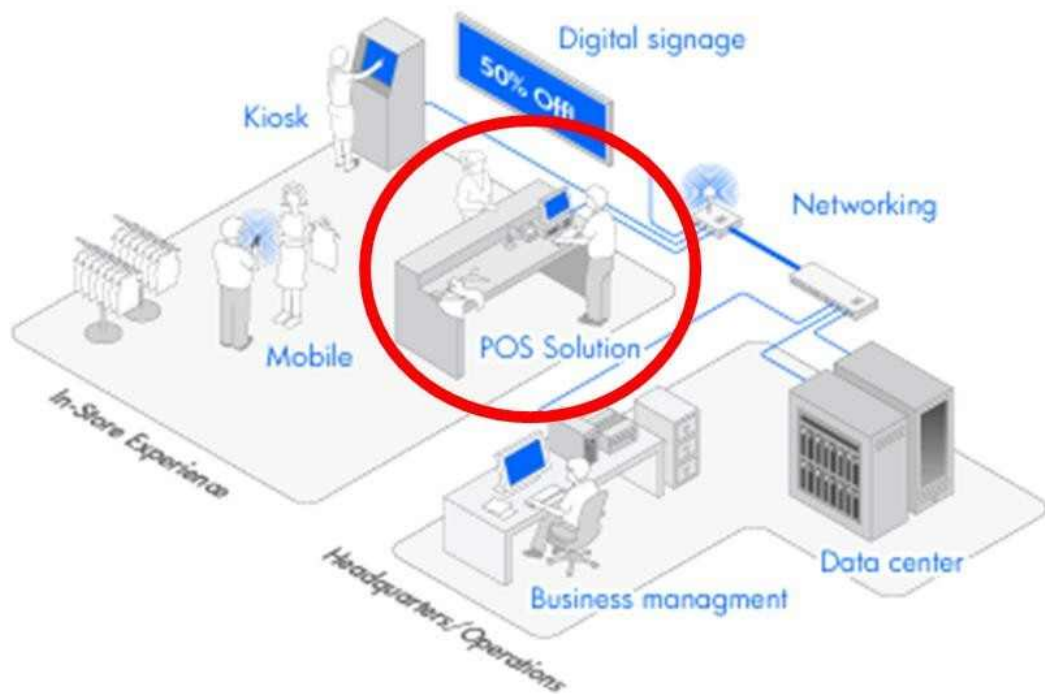 Digital signage
50% Off!
Kiosk
Networking
POS Solution
Mobile
In-Store Experience
Data center
Business managment
Headquarters/Operations